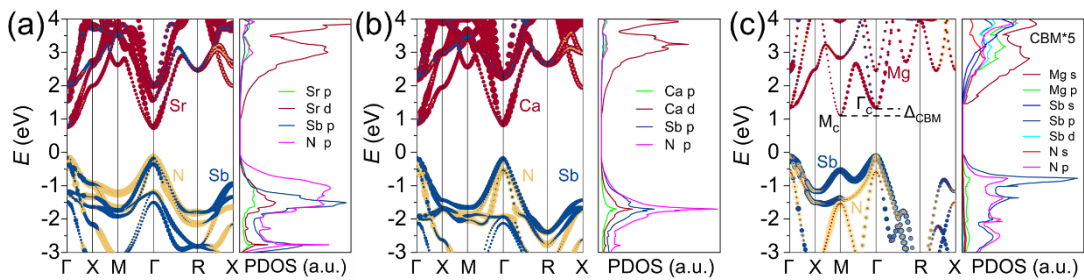 (a)
E (eV)
4
3
2
1
0
-1
-2
-3
Sr
N
Sb
Γ X M Γ R X
Sr p
Sr d
Sb p
N p
PDOS (a.u.)
(b)
E (eV)
4
3
2
1
0
-1
-2
-3
Ca
N
Sb
Γ X M Γ R X
Ca p
Ca d
Sb p
N p
PDOS (a.u.)
(c)
E (eV)
4
3
2
1
0
-1
-2
-3
Mg
Γc
Mc
ΔCBM
Sb
N
Γ X M Γ R X
CBM*5
Mg s
Mg p
Sb s
Sb p
Sb d
N s
N p
PDOS (a.u.)